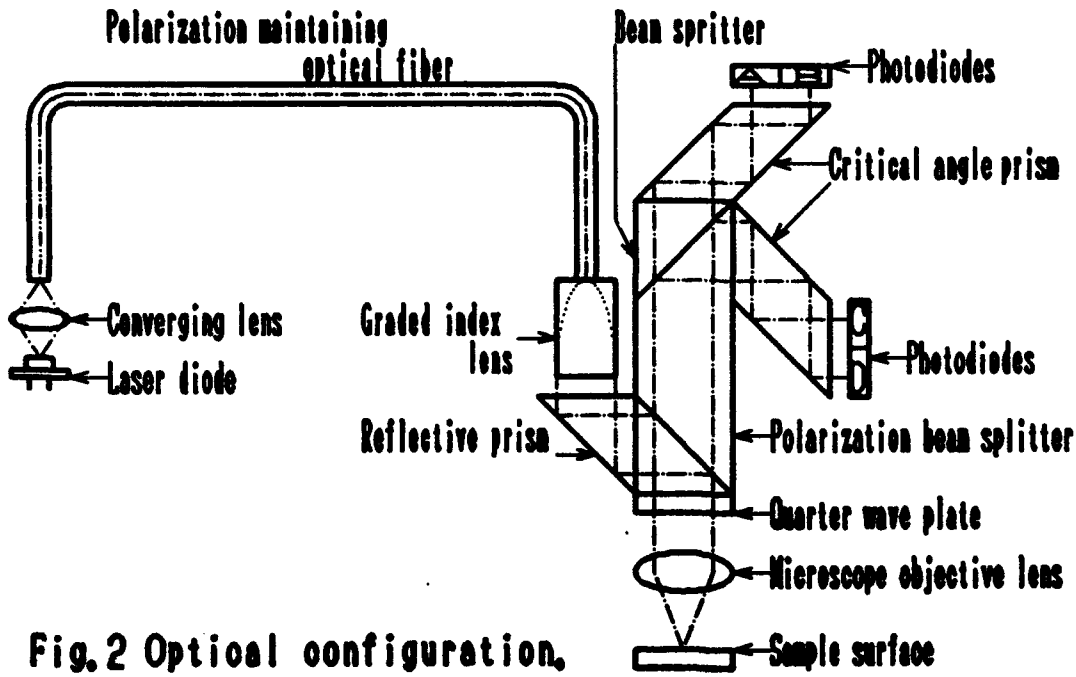 Polarization maintaining
optical fiber
Bean spritter
Photodiodes
Critical angle prism
Converging lens
Laser diode
Graded index
lens
Photodiodes
Reflective prism
Polarization beam splitter
Quarter wave plate
Microscope objective lens
Sample surface
Fig.2 Optical configuration.